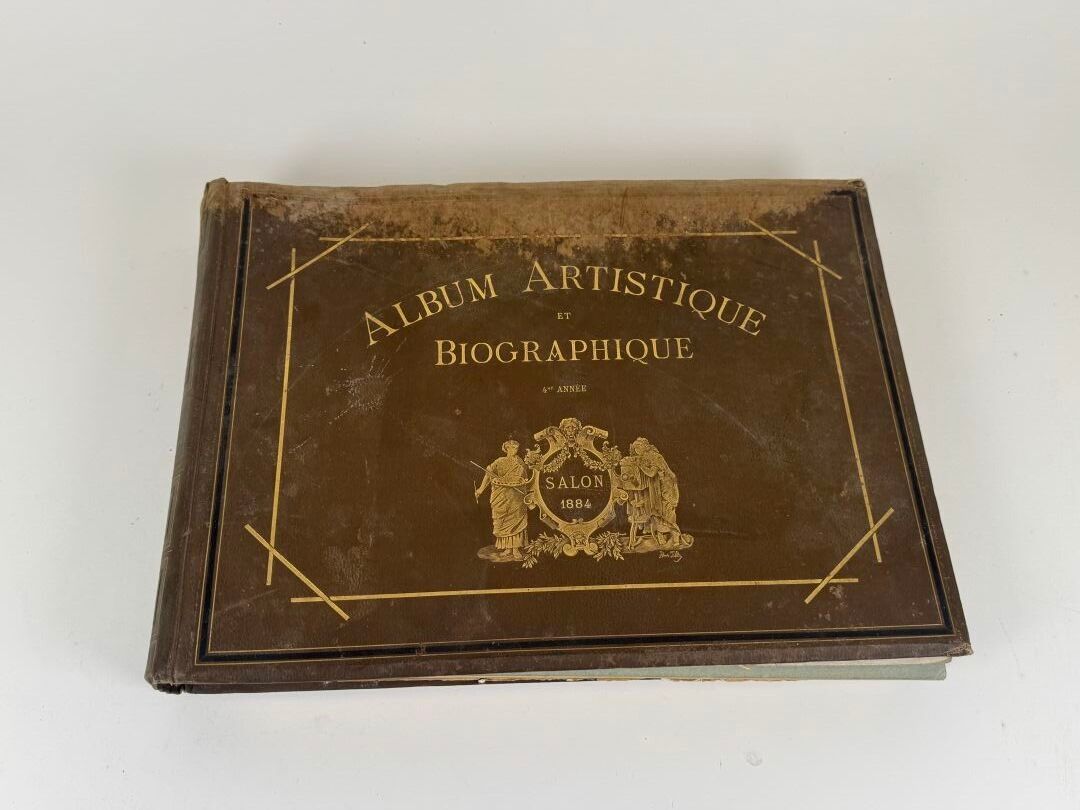 ALBUM ARTISTIQUE
ET
BIOGRAPHIQUE
4me ANNÉE
SALON
1884